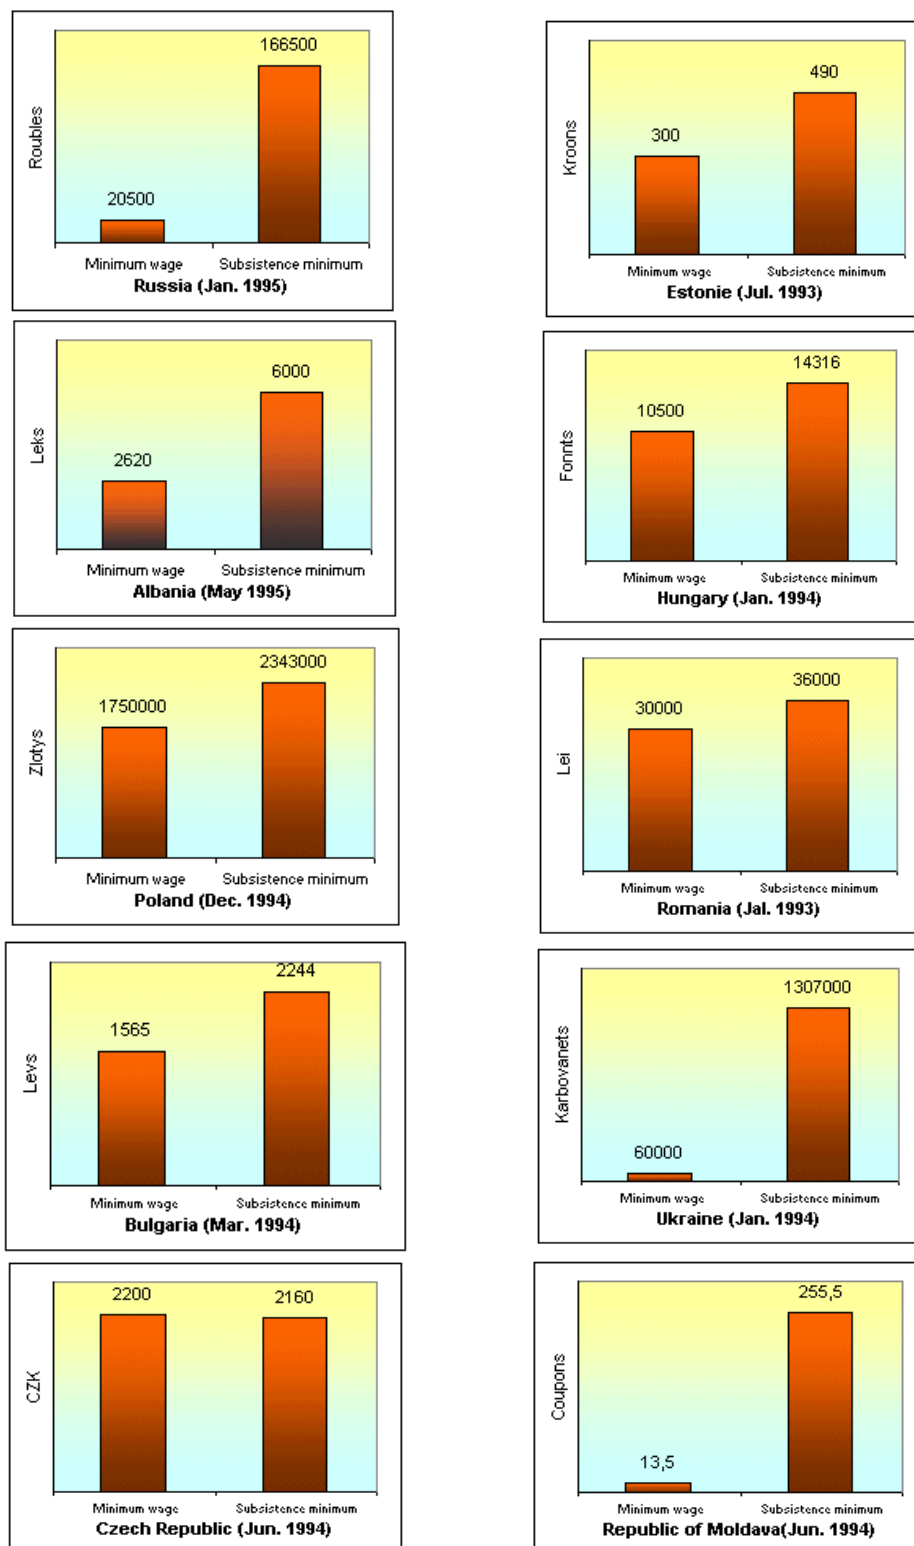 Roubles
166500
20500
Minimum wage Subsistence minimum
Russia (Jan. 1995)
Kroons
490
300
Minimum wage Subsistence minimum
Estonie (Jul. 1993)
Leks
6000
2620
Minimum wage Subsistence minimum
Albania (May 1995)
Fonnts
14316
10500
Minimum wage Subsistence minimum
Hungary (Jan. 1994)
Zlotys
2343000
1750000
Minimum wage Subsistence minimum
Poland (Dec. 1994)
Lei
36000
30000
Minimum wage Subsistence minimum
Romania (Jal. 1993)
Levs
2244
1565
Minimum wage Subsistence minimum
Bulgaria (Mar. 1994)
Karbovanets
1307000
60000
Minimum wage Subsistence minimum
Ukraine (Jan. 1994)
CZK
2200 2160
Minimum wage Subsistence minimum
Czech Republic (Jun. 1994)
Coupons
255,5
13,5
Minimum wage Subsistence minimum
Republic of Moldava(Jun. 1994)